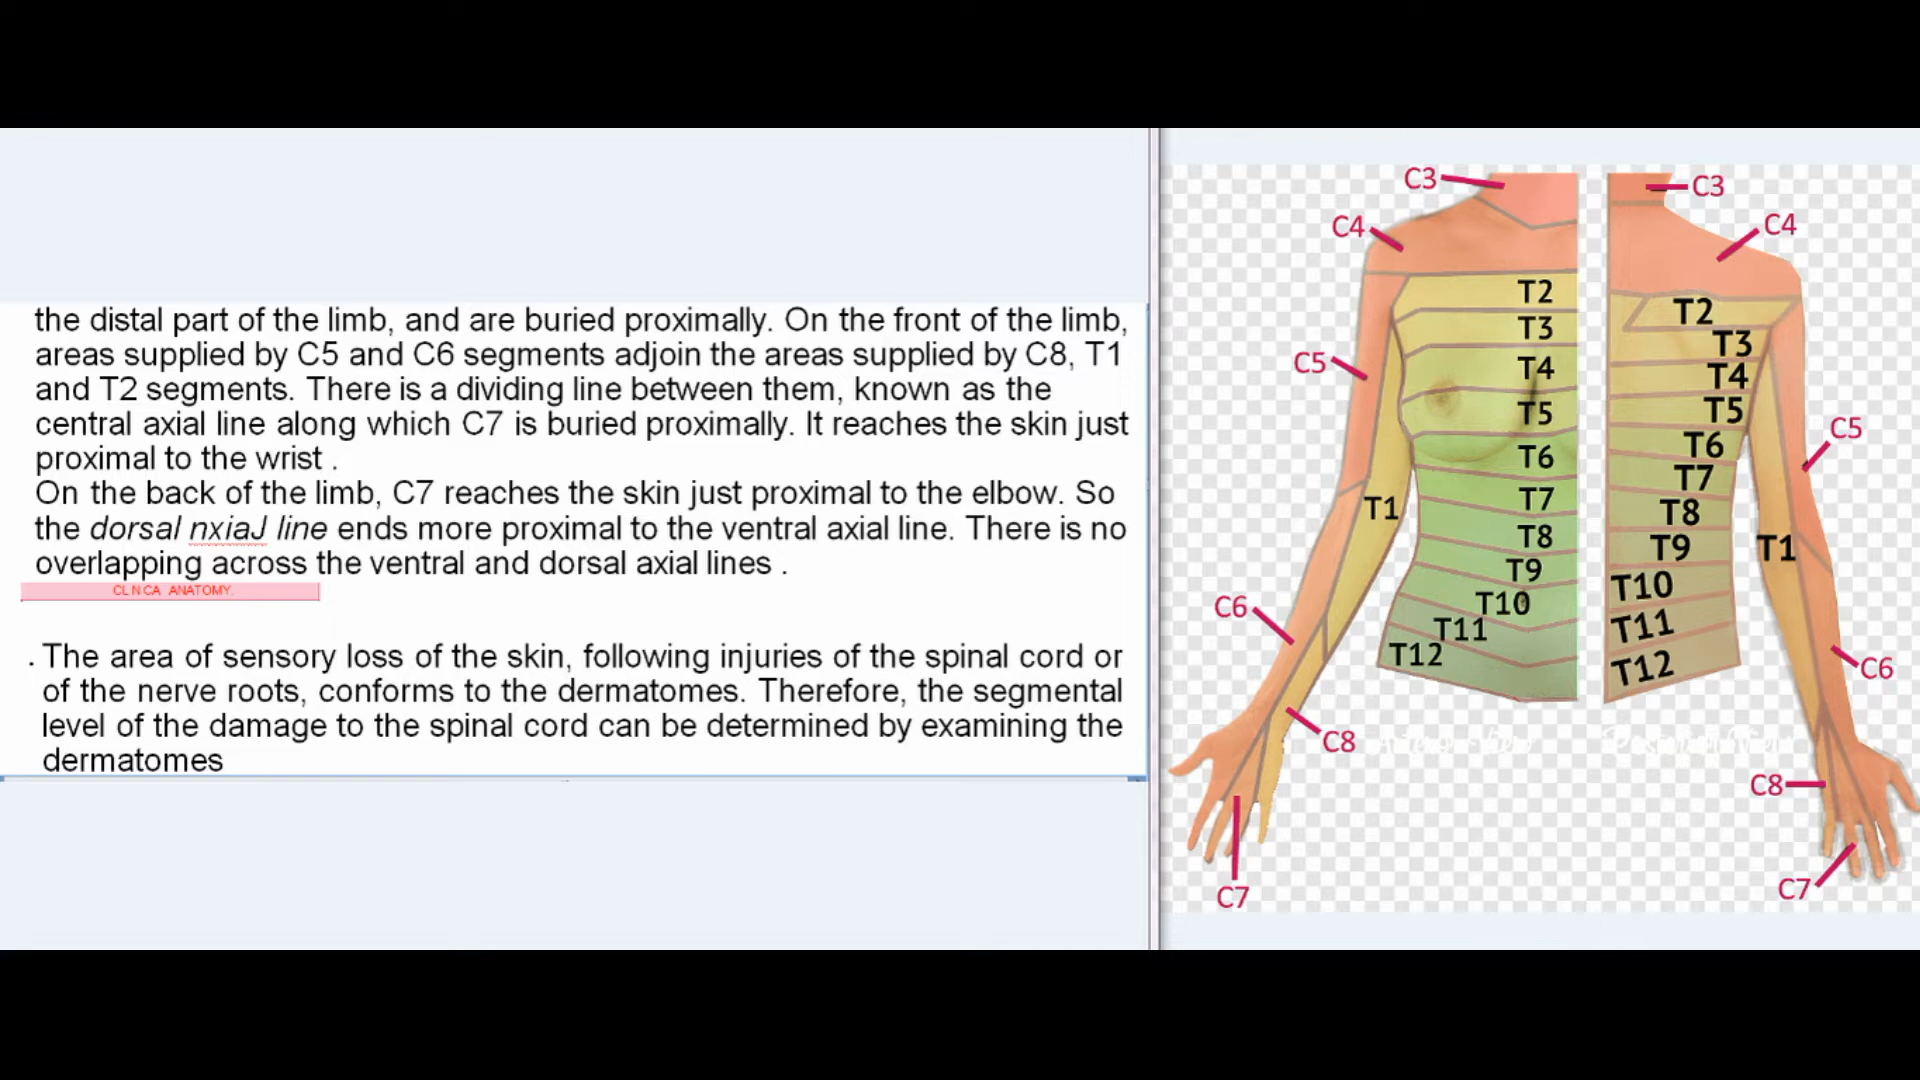 the distal part of the limb, and are buried proximally. On the front of the limb,
areas supplied by C5 and C6 segments adjoin the areas supplied by C8, T1
and T2 segments. There is a dividing line between them, known as the
central axial line along which C7 is buried proximally. It reaches the skin just
proximal to the wrist .
On the back of the limb, C7 reaches the skin just proximal to the elbow. So
the dorsal nxiaJ line ends more proximal to the ventral axial line. There is no
overlapping across the ventral and dorsal axial lines .
CLNCA ANATOMY.
. The area of sensory loss of the skin, following injuries of the spinal cord or
of the nerve roots, conforms to the dermatomes. Therefore, the segmental
level of the damage to the spinal cord can be determined by examining the
dermatomes
C3
C4
C5
C6
C8
C7
T1
T2
T3
T4
T5
T6
T7
T8
T9
T10
T11
T12
C3
C4
T2
T3
T4
T5
T6
T7
T8
T9
T10
T11
T12
T1
C5
C6
C8
C7